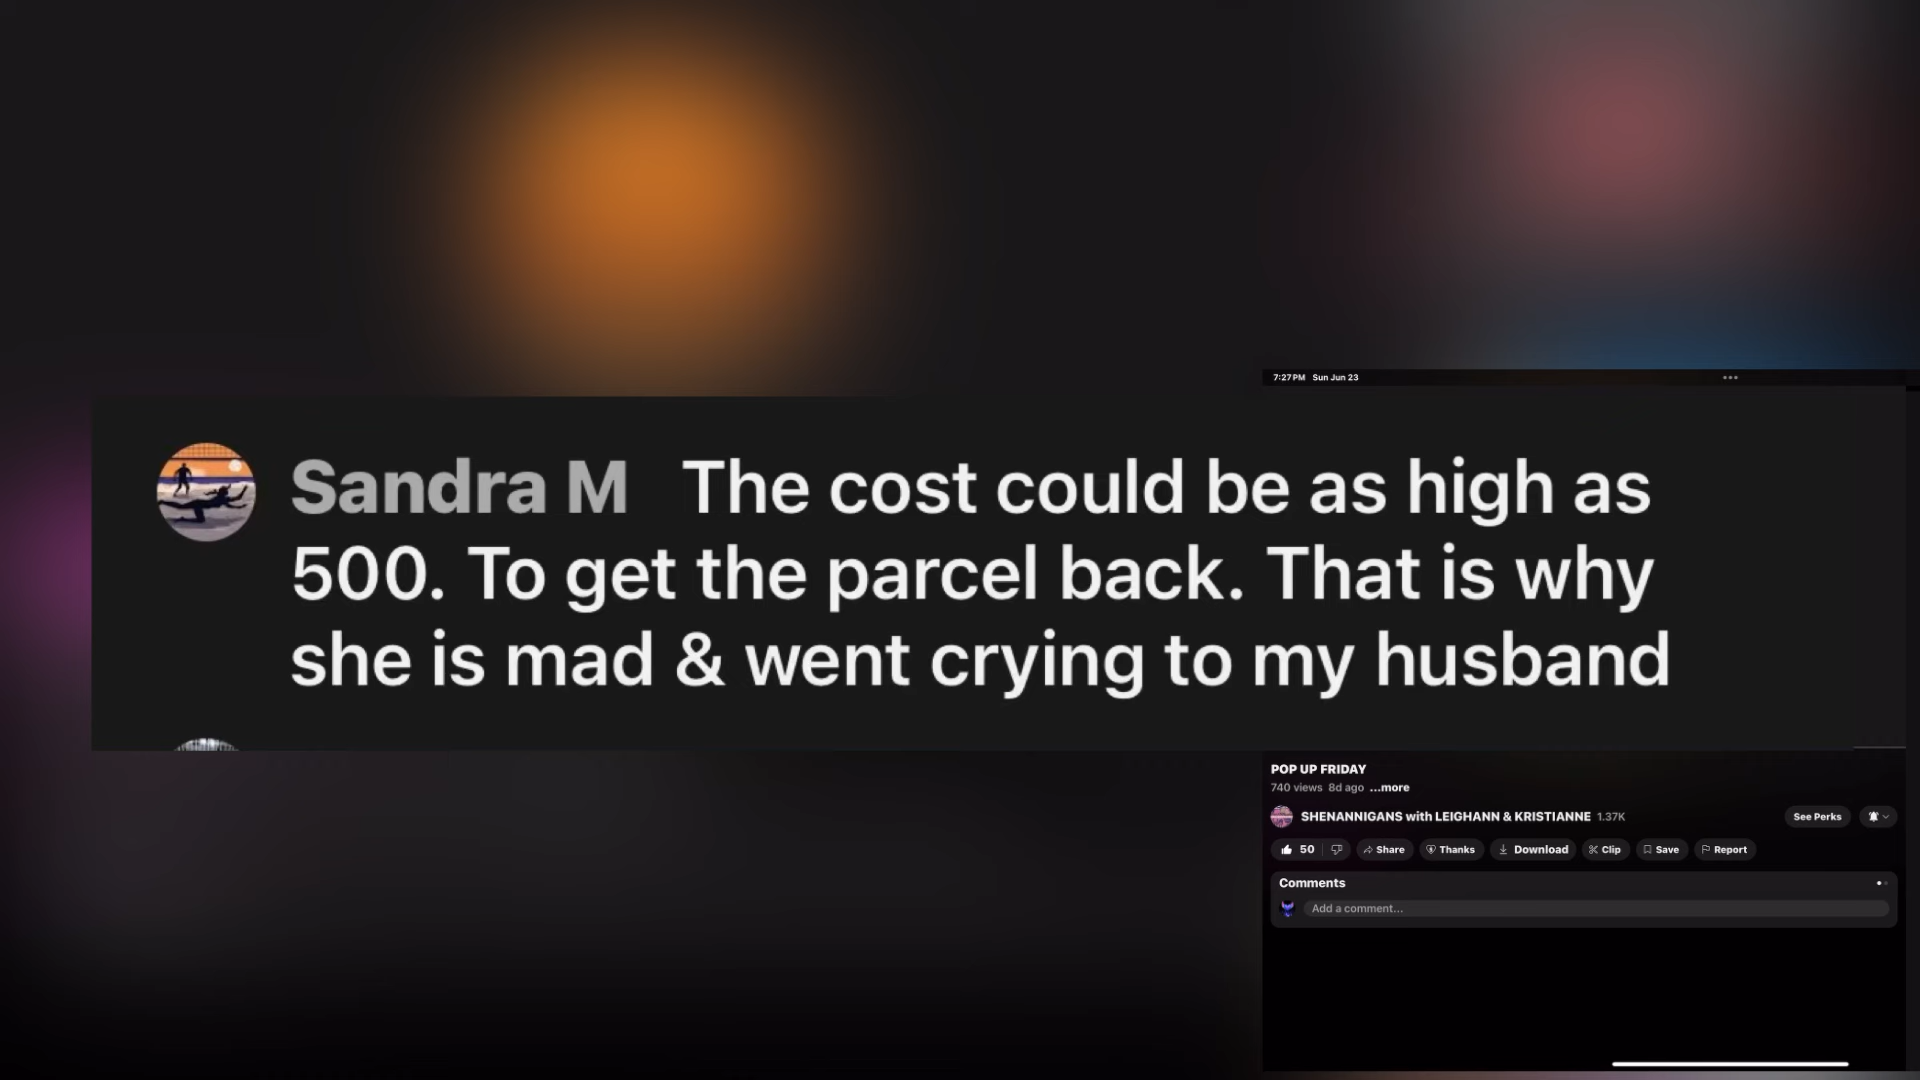 7:27 PM Sun Jun 23
Sandra M The cost could be as high as
500. To get the parcel back. That is why
she is mad & went crying to my husband
POP UP FRIDAY
740 views 8d ago ...more
SHENANNIGANS with LEIGHANN & KRISTIANNE 1.37K
See Perks
50 Share Thanks Download Clip Save Report
Comments
Add a comment...